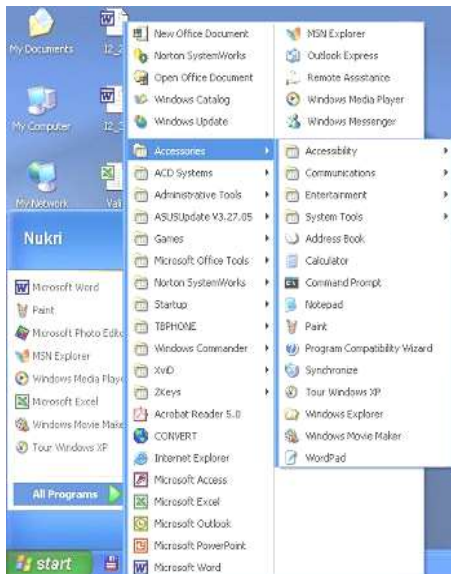 My Documents
12_
My Computer
12_
My Network
Vali
Nukri
Microsoft Word
Paint
Microsoft Photo Edito
MSN Explorer
Windows Media Playe
Microsoft Excel
Windows Movie Make
Tour Windows XP
All Programs
start
New Office Document
Norton SystemWorks
Open Office Document
Windows Catalog
Windows Update
Accessories
ACD Systems
Administrative Tools
ASUSUpdate V3.27.05
Games
Microsoft Office Tools
Norton SystemWorks
Startup
TBPHONE
Windows Commander
XviD
ZKeys
Acrobat Reader 5.0
CONVERT
Internet Explorer
Microsoft Access
Microsoft Excel
Microsoft Outlook
Microsoft PowerPoint
Microsoft Word
MSN Explorer
Outlook Express
Remote Assistance
Windows Media Player
Windows Messenger
Accessibility
Communications
Entertainment
System Tools
Address Book
Calculator
Command Prompt
Notepad
Paint
Program Compatibility Wizard
Synchronize
Tour Windows XP
Windows Explorer
Windows Movie Maker
WordPad